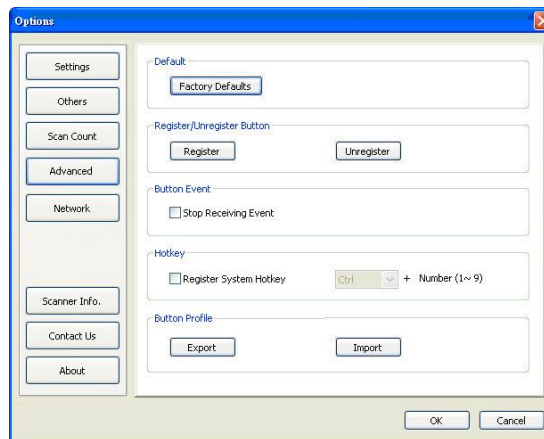 Options
Settings
Others
Scan Count
Advanced
Network
Scanner Info.
Contact Us
About
Default
Factory Defaults
Register/Unregister Button
Register Unregister
Button Event
Stop Receiving Event
Hotkey
Register System Hotkey Ctrl + Number (1~ 9)
Button Profile
Export Import
OK Cancel